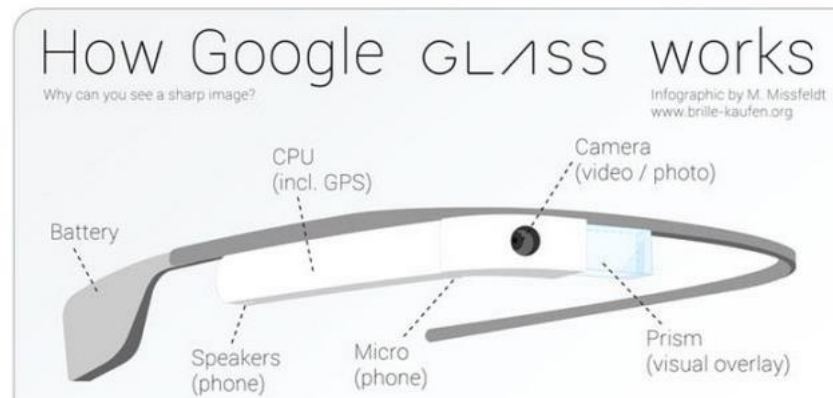 How Google GLASS works
Why can you see a sharp image?
Infographic by M. Missfeldt
www.brille-kaufen.org
Camera
(video / photo)
CPU
(incl. GPS)
Battery
Speakers
(phone)
Micro
(phone)
Prism
(visual overlay)